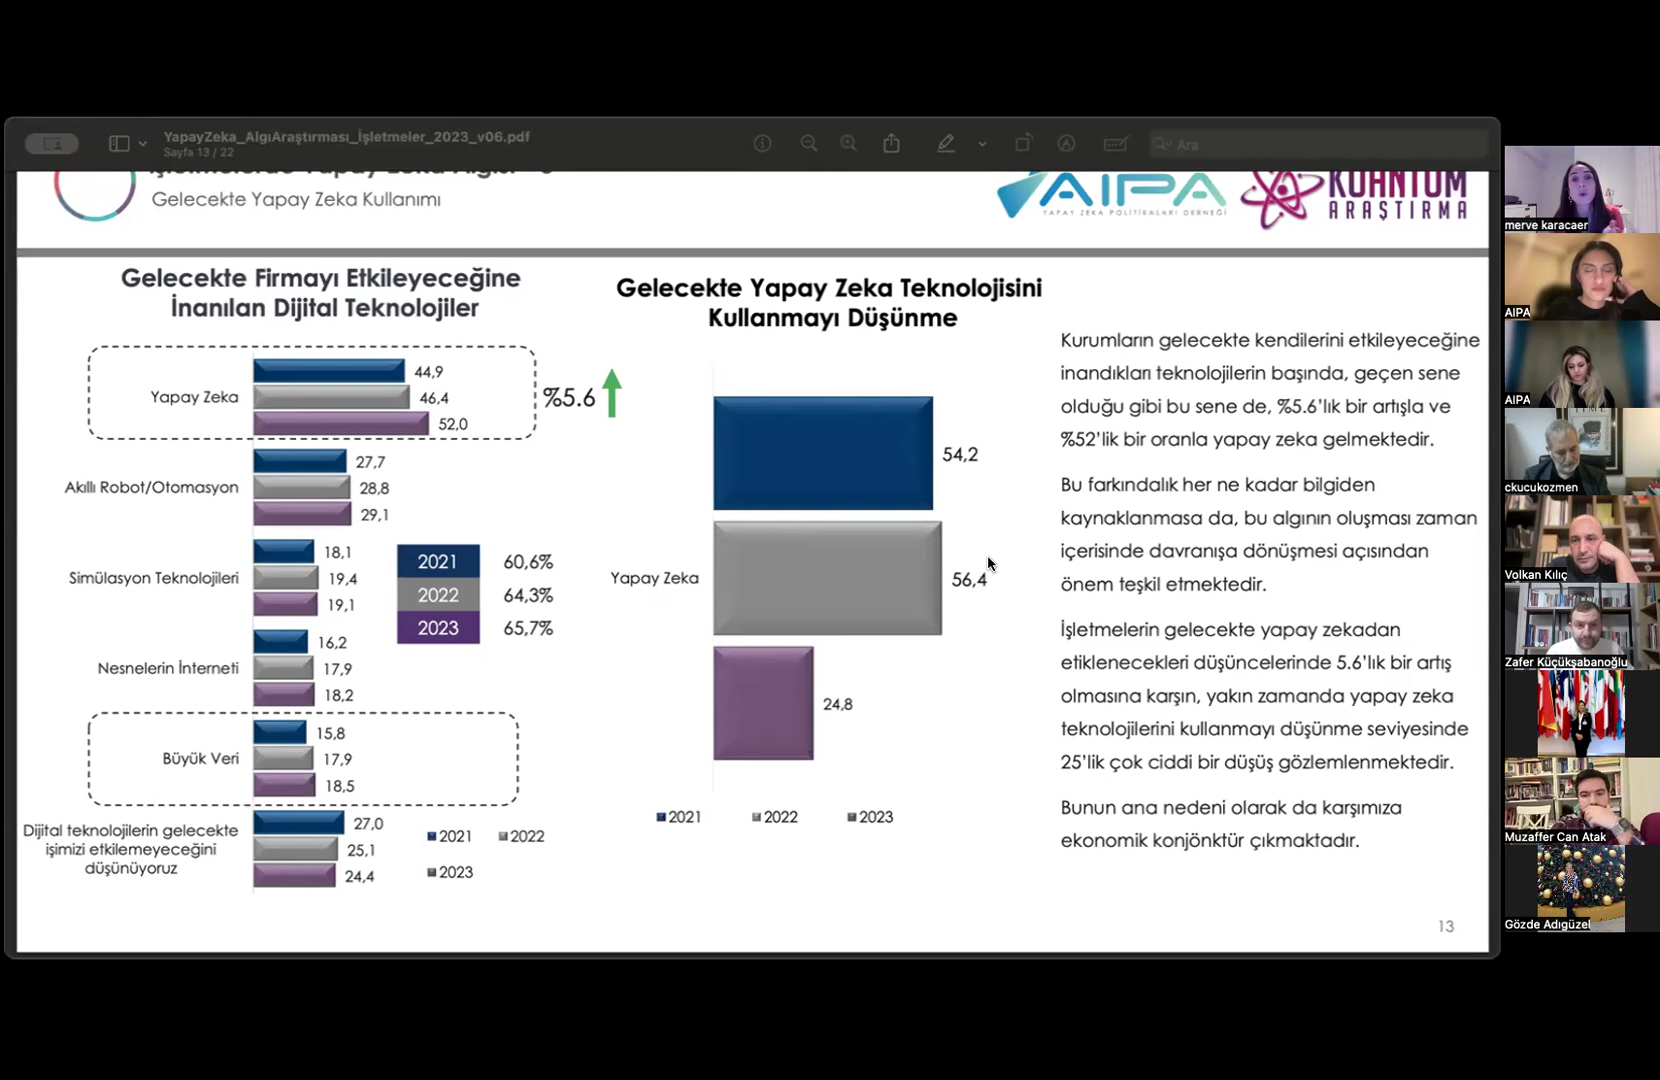 YapayZeka_AlgıAraştırması_İşletmeler_2023_v06.pdf
Sayfa 13 / 22
Ara
Gelecekte Yapay Zeka Kullanımı
AIPA
YAPAY ZEKA POLİTİKALARI DERNEĞİ
KUANTUM
ARAŞTIRMA
Gelecekte Firmayı Etkileyeceğine
İnanılan Dijital Teknolojiler
Yapay Zeka
44,9
46,4
52,0
%5.6
Akıllı Robot/Otomasyon
27,7
28,8
29,1
Simülasyon Teknolojileri
18,1
19,4
19,1
2021 60,6%
2022 64,3%
2023 65,7%
Nesnelerin İnterneti
16,2
17,9
18,2
Büyük Veri
15,8
17,9
18,5
Dijital teknolojilerin gelecekte
işimizi etkilemeyeceğini
düşünüyoruz
27,0
25,1
24,4
2021 2022
2023
Gelecekte Yapay Zeka Teknolojisini
Kullanmayı Düşünme
Yapay Zeka
54,2
56,4
24,8
2021 2022 2023
Kurumların gelecekte kendilerini etkileyeceğine
inandıkları teknolojilerin başında, geçen sene
olduğu gibi bu sene de, %5.6'lık bir artışla ve
%52'lik bir oranla yapay zeka gelmektedir.
Bu farkındalık her ne kadar bilgiden
kaynaklanmasa da, bu algının oluşması zaman
içerisinde davranışa dönüşmesi açısından
önem teşkil etmektedir.
İşletmelerin gelecekte yapay zekadan
etiklenecekleri düşüncelerinde 5.6'lık bir artış
olmasına karşın, yakın zamanda yapay zeka
teknolojilerini kullanmayı düşünme seviyesinde
25'lik çok ciddi bir düşüş gözlemlenmektedir.
Bunun ana nedeni olarak da karşımıza
ekonomik konjönktür çıkmaktadır.
13
merve karacaer
AIPA
AIPA
ckucukozmen
Volkan Kılıç
Zafer Küçükşabanoğlu
Muzaffer Can Atak
Gözde Adıgüzel